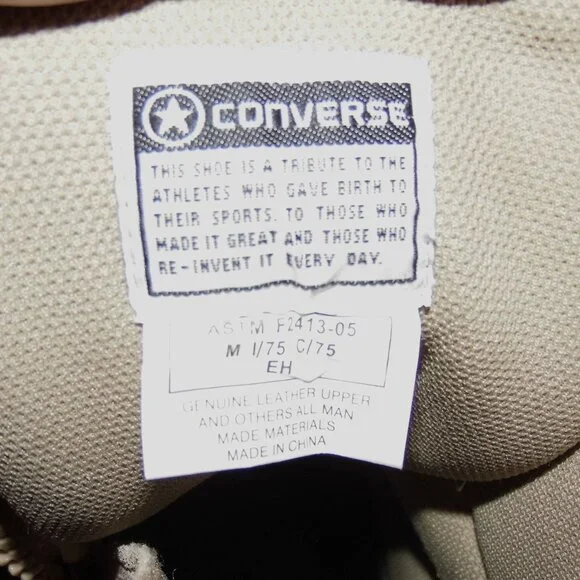 CONVERSE
THIS SHOE IS A TRIBUTE TO THE
ATHLETES WHO GAVE BIRTH TO
THEIR SPORTS. TO THOSE WHO
MADE IT GREAT AND THOSE WHO
RE-INVENT IT EVERY DAY.
ASTM F2413-05
M I/75 C/75
EH
GENUINE LEATHER UPPER
AND OTHERS ALL MAN
MADE MATERIALS
MADE IN CHINA